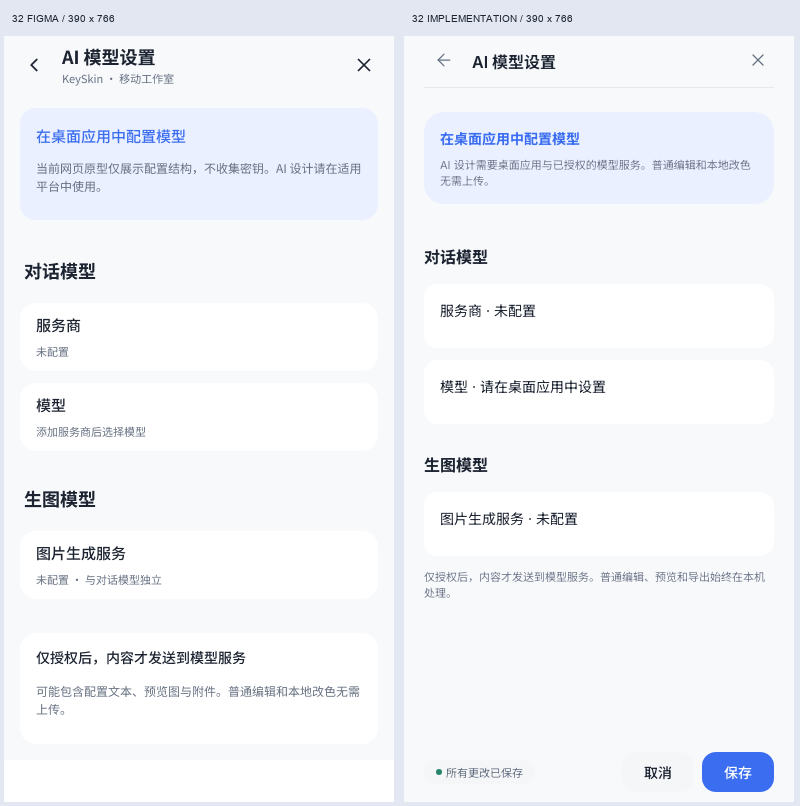 32 FIGMA / 390 x 766
AI 模型设置
KeySkin · 移动工作室
在桌面应用中配置模型
当前网页原型仅展示配置结构，不收集密钥。AI 设计请在适用
平台中使用。
对话模型
服务商
未配置
模型
添加服务商后选择模型
生图模型
图片生成服务
未配置 · 与对话模型独立
仅授权后，内容才发送到模型服务
可能包含配置文本、预览图与附件。普通编辑和本地改色无需
上传。
32 IMPLEMENTATION / 390 x 766
AI 模型设置
在桌面应用中配置模型
AI 设计需要桌面应用与已授权的模型服务。普通编辑和本地改色
无需上传。
对话模型
服务商 · 未配置
模型 · 请在桌面应用中设置
生图模型
图片生成服务 · 未配置
仅授权后，内容才发送到模型服务。普通编辑、预览和导出始终在本机
处理。
所有更改已保存
取消
保存